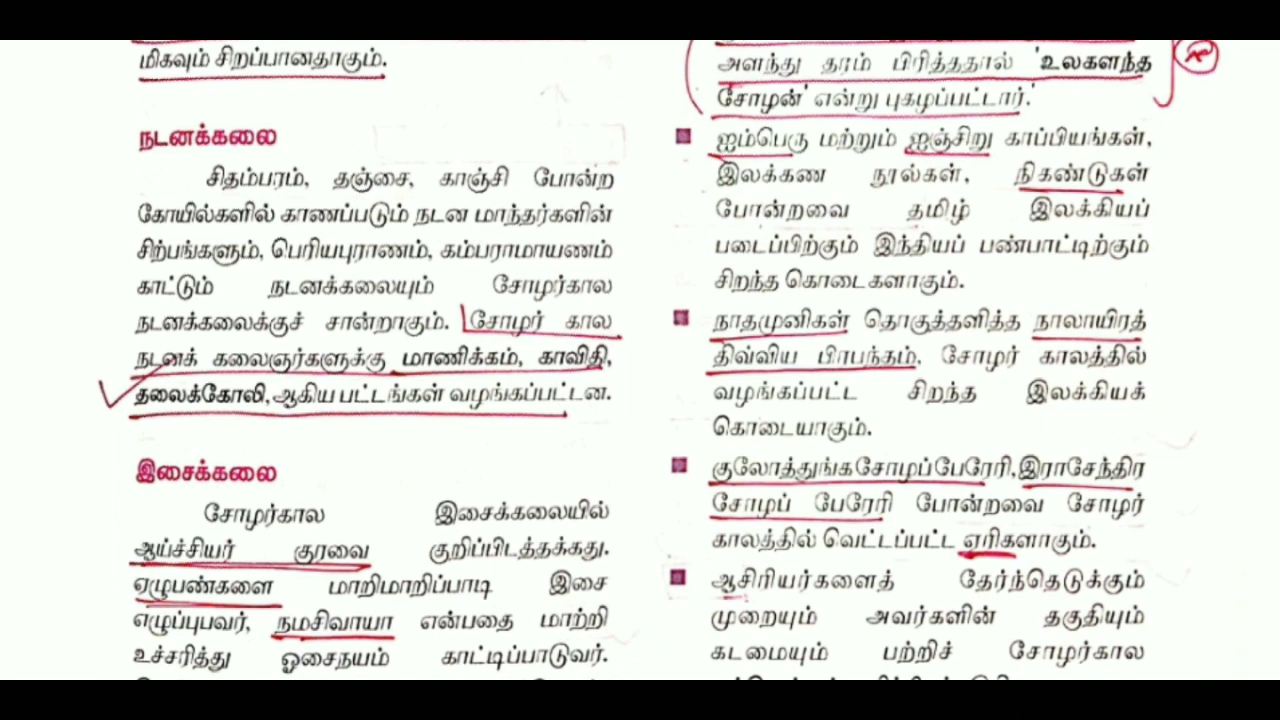 மிகவும் சிறப்பானதாகும்.
நடனக்கலை
சிதம்பரம், தஞ்சை, காஞ்சி போன்ற
கோயில்களில் காணப்படும் நடன மாந்தர்களின்
சிற்பங்களும், பெரியபுராணம், கம்பராமாயணம்
காட்டும் நடனக்கலையும் சோழர்கால
நடனக்கலைக்குச் சான்றாகும். சோழர் கால
நடனக் கலைஞர்களுக்கு மாணிக்கம், காவிதி,
தலைக்கோலி, ஆகிய பட்டங்கள் வழங்கப்பட்டன.
இசைக்கலை
சோழர்கால இசைக்கலையில்
ஆய்ச்சியர் குரவை குறிப்பிடத்தக்கது.
ஏழுபண்களை மாறிமாறிப்பாடி இசை
எழுப்புபவர், நமசிவாயா என்பதை மாற்றி
உச்சரித்து ஓசைநயம் காட்டிப்பாடுவர்.
அளந்து தரம் பிரித்ததால் 'உலகளந்த
சோழன்' என்று புகழப்பட்டார்.'
ஐம்பெரு மற்றும் ஐஞ்சிறு காப்பியங்கள்,
இலக்கண நூல்கள், நிகண்டுகள்
போன்றவை தமிழ் இலக்கியப்
படைப்பிற்கும் இந்தியப் பண்பாட்டிற்கும்
சிறந்த கொடைகளாகும்.
நாதமுனிகள் தொகுத்தளித்த நாலாயிரத்
திவ்விய பிரபந்தம். சோழர் காலத்தில்
வழங்கப்பட்ட சிறந்த இலக்கியக்
கொடையாகும்.
குலோத்துங்கசோழப்பேரேரி,இராசேந்திர
சோழப் பேரேரி போன்றவை சோழர்
காலத்தில் வெட்டப்பட்ட ஏரிகளாகும்.
ஆசிரியர்களைத் தேர்ந்தெடுக்கும்
முறையும் அவர்களின் தகுதியும்
கடமையும் பற்றிச் சோழர்கால